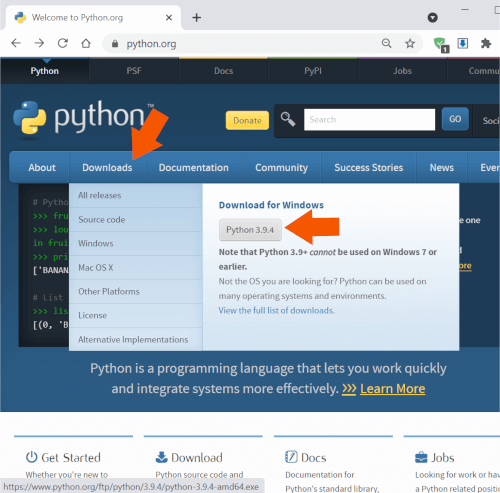 Welcome to Python.org
python.org
1
Python PSF Docs PyPI Jobs Commu
python™
Donate
Search
GO
Soci
About Downloads Documentation Community Success Stories News Even
# Pytho
>>> fru
>>> lou
in frui
>>> pri
['BANAN
# List
>>> lis
[(0, 'B
All releases
Source code
Windows
Mac OS X
Other Platforms
License
Alternative Implementations
Download for Windows
Python 3.9.4
Note that Python 3.9+ cannot be used on Windows 7 or
earlier.
Not the OS you are looking for? Python can be used on
many operating systems and environments.
View the full list of downloads.
one
ore
Python is a programming language that lets you work quickly
and integrate systems more effectively. >>> Learn More
Get Started
Whether you're new to
Download
Python source code and
Docs
Documentation for
Python's standard library,
Jobs
Looking for work or hav
a Python related positio
https://www.python.org/ftp/python/3.9.4/python-3.9.4-amd64.exe